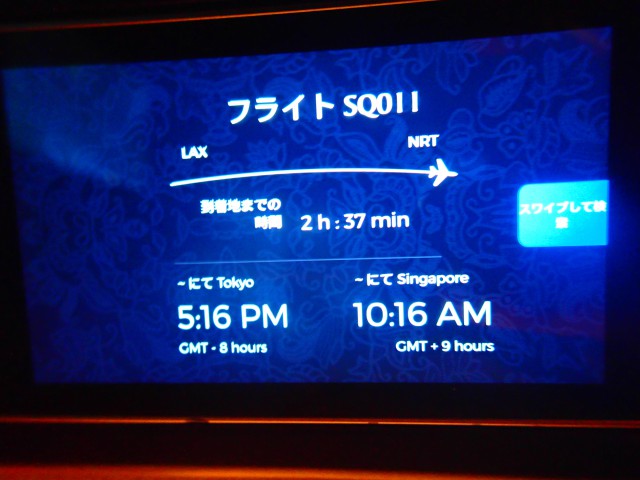 フライト SQ011
LAX
NRT
到着地までの
時間
2 h : 37 min
スワイプして検
索
~ にて Tokyo
~ にて Singapore
5:16 PM
10:16 AM
GMT - 8 hours
GMT + 9 hours